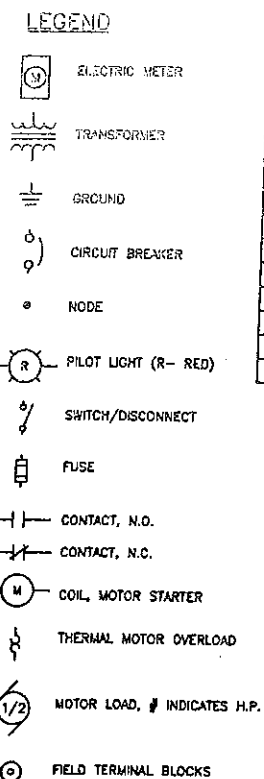 LEGEND
M ELECTRIC METER
TRANSFORMER
GROUND
CIRCUIT BREAKER
NODE
R PILOT LIGHT (R- RED)
SWITCH/DISCONNECT
FUSE
CONTACT, N.O.
CONTACT, N.C.
M COIL, MOTOR STARTER
THERMAL MOTOR OVERLOAD
1/2 MOTOR LOAD, # INDICATES H.P.
FIELD TERMINAL BLOCKS